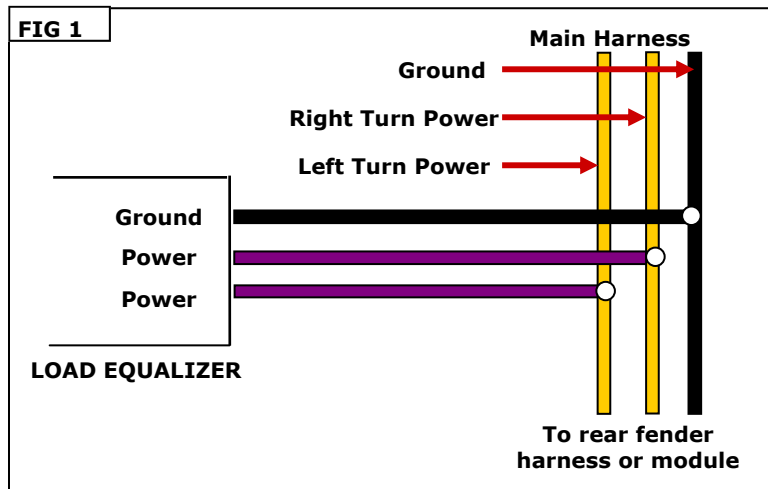 FIG 1
Main Harness
Ground
Right Turn Power
Left Turn Power
Ground
Power
Power
LOAD EQUALIZER
To rear fender
harness or module